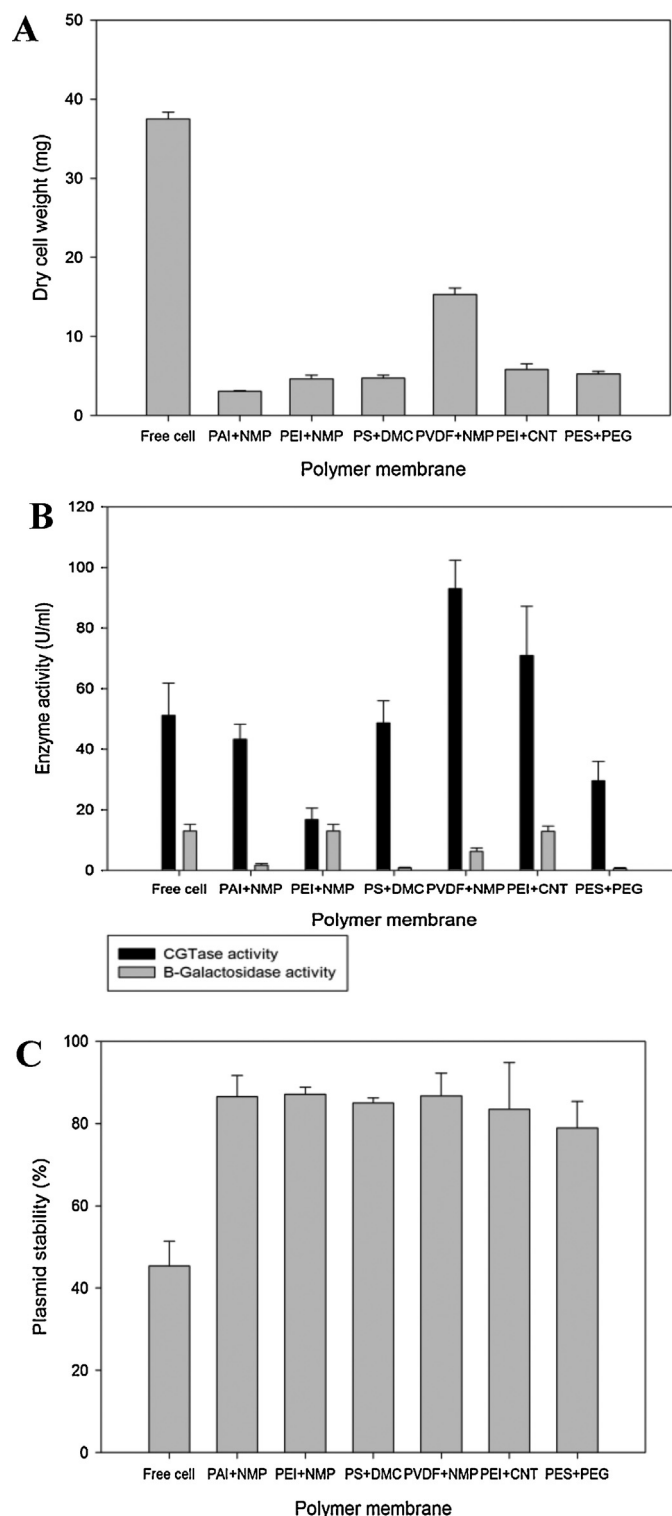 A
50
40
30
20
10
0
Dry cell weight (mg)
Free cell PAI+NMP PEI+NMP PS+DMC PVDF+NMP PEI+CNT PES+PEG
Polymer membrane
B
120
100
80
60
40
20
0
Enzyme activity (U/ml)
Free cell PAI+NMP PEI+NMP PS+DMC PVDF+NMP PEI+CNT PES+PEG
Polymer membrane
CGTase activity
B-Galactosidase activity
C
100
80
60
40
20
0
Plasmid stability (%)
Free cell PAI+NMP PEI+NMP PS+DMC PVDF+NMP PEI+CNT PES+PEG
Polymer membrane